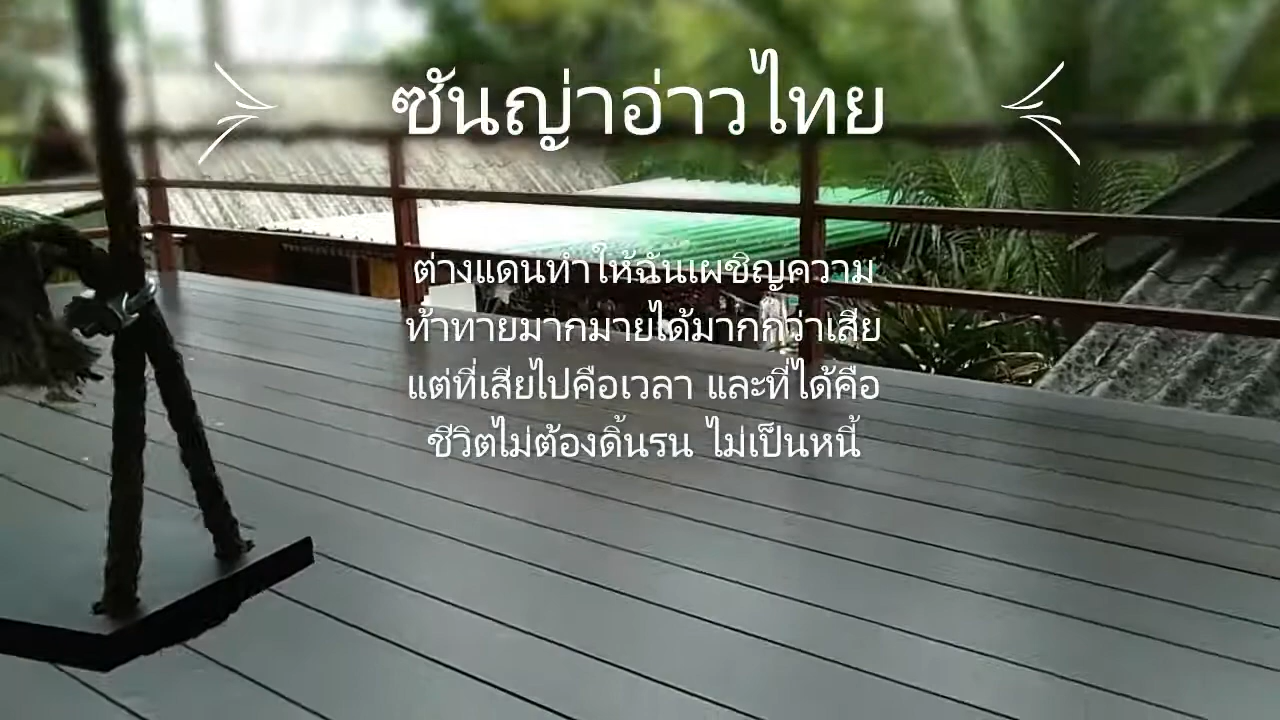 ซันญ่าอ่าวไทย
ต่างแดนทำให้ฉันเผชิญความ
ท้าทายมากมายได้มากกว่าเสีย
แต่ที่เสียไปคือเวลา และที่ได้คือ
ชีวิตไม่ต้องดิ้นรน ไม่เป็นหนี้